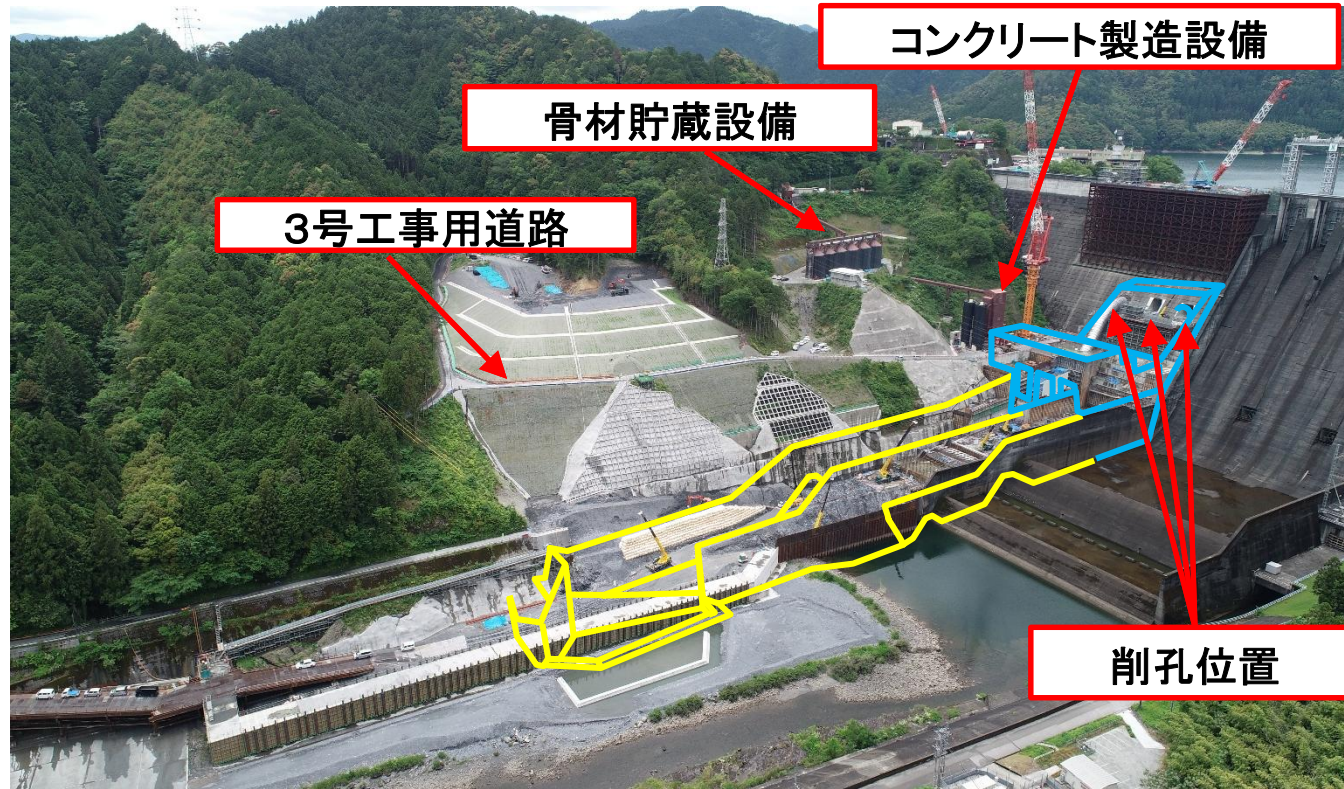 コンクリート製造設備
骨材貯蔵設備
３号工事用道路
削孔位置